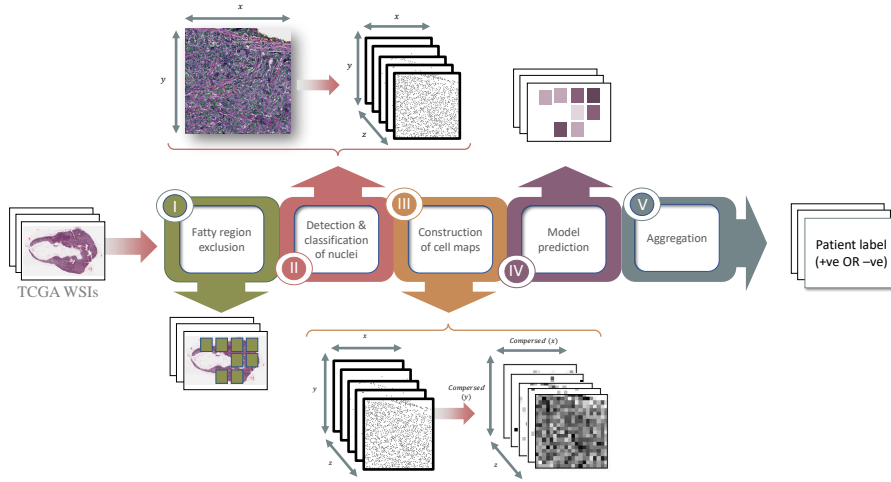 x
y
x
y
z
I
Fatty region
exclusion
II
Detection &
classification
of nuclei
III
Construction
of cell maps
IV
Model
prediction
V
Aggregation
Patient label
(+ve OR –ve)
TCGA WSIs
x
y
z
Compersed
(y)
Compersed (x)
z